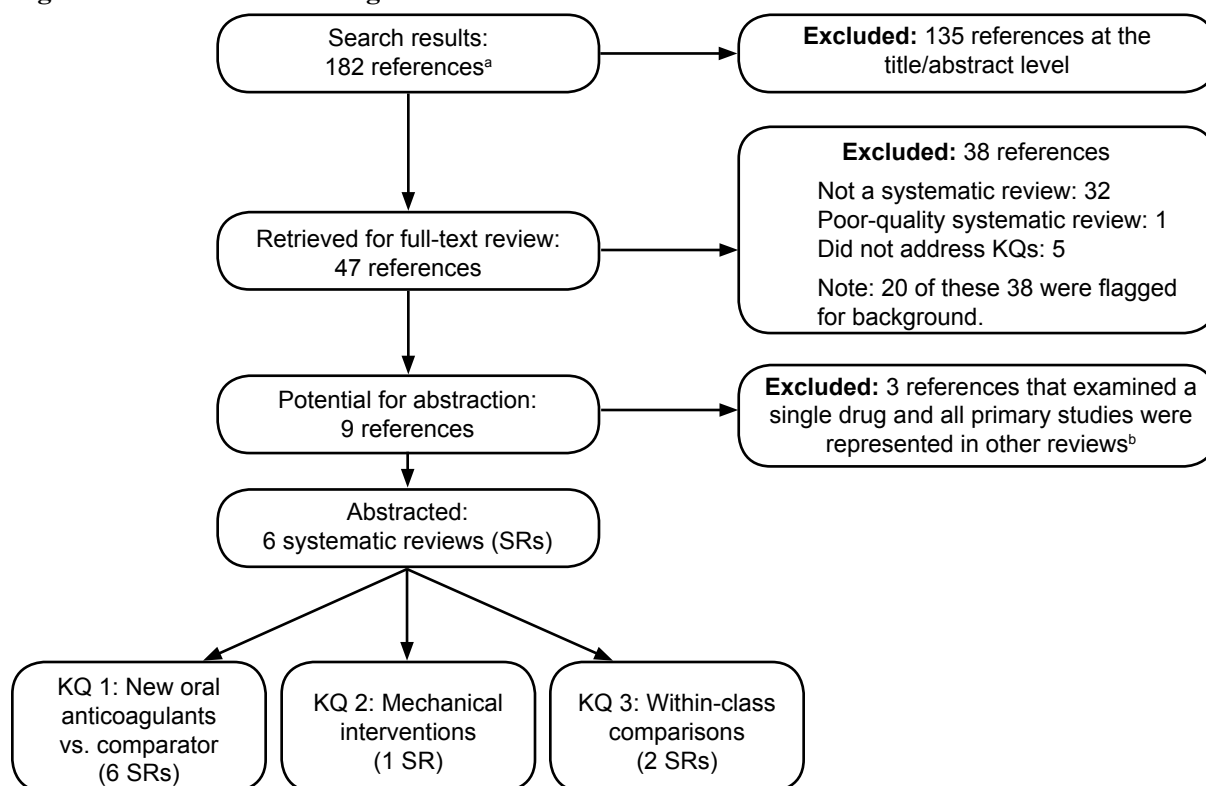 Search results:
182 referencesᵃ
Excluded: 135 references at the
title/abstract level
Excluded: 38 references
Not a systematic review: 32
Poor-quality systematic review: 1
Did not address KQs: 5
Note: 20 of these 38 were flagged
for background.
Retrieved for full-text review:
47 references
Potential for abstraction:
9 references
Excluded: 3 references that examined a
single drug and all primary studies were
represented in other reviewsᵇ
Abstracted:
6 systematic reviews (SRs)
KQ 1: New oral
anticoagulants
vs. comparator
(6 SRs)
KQ 2: Mechanical
interventions
(1 SR)
KQ 3: Within-class
comparisons
(2 SRs)